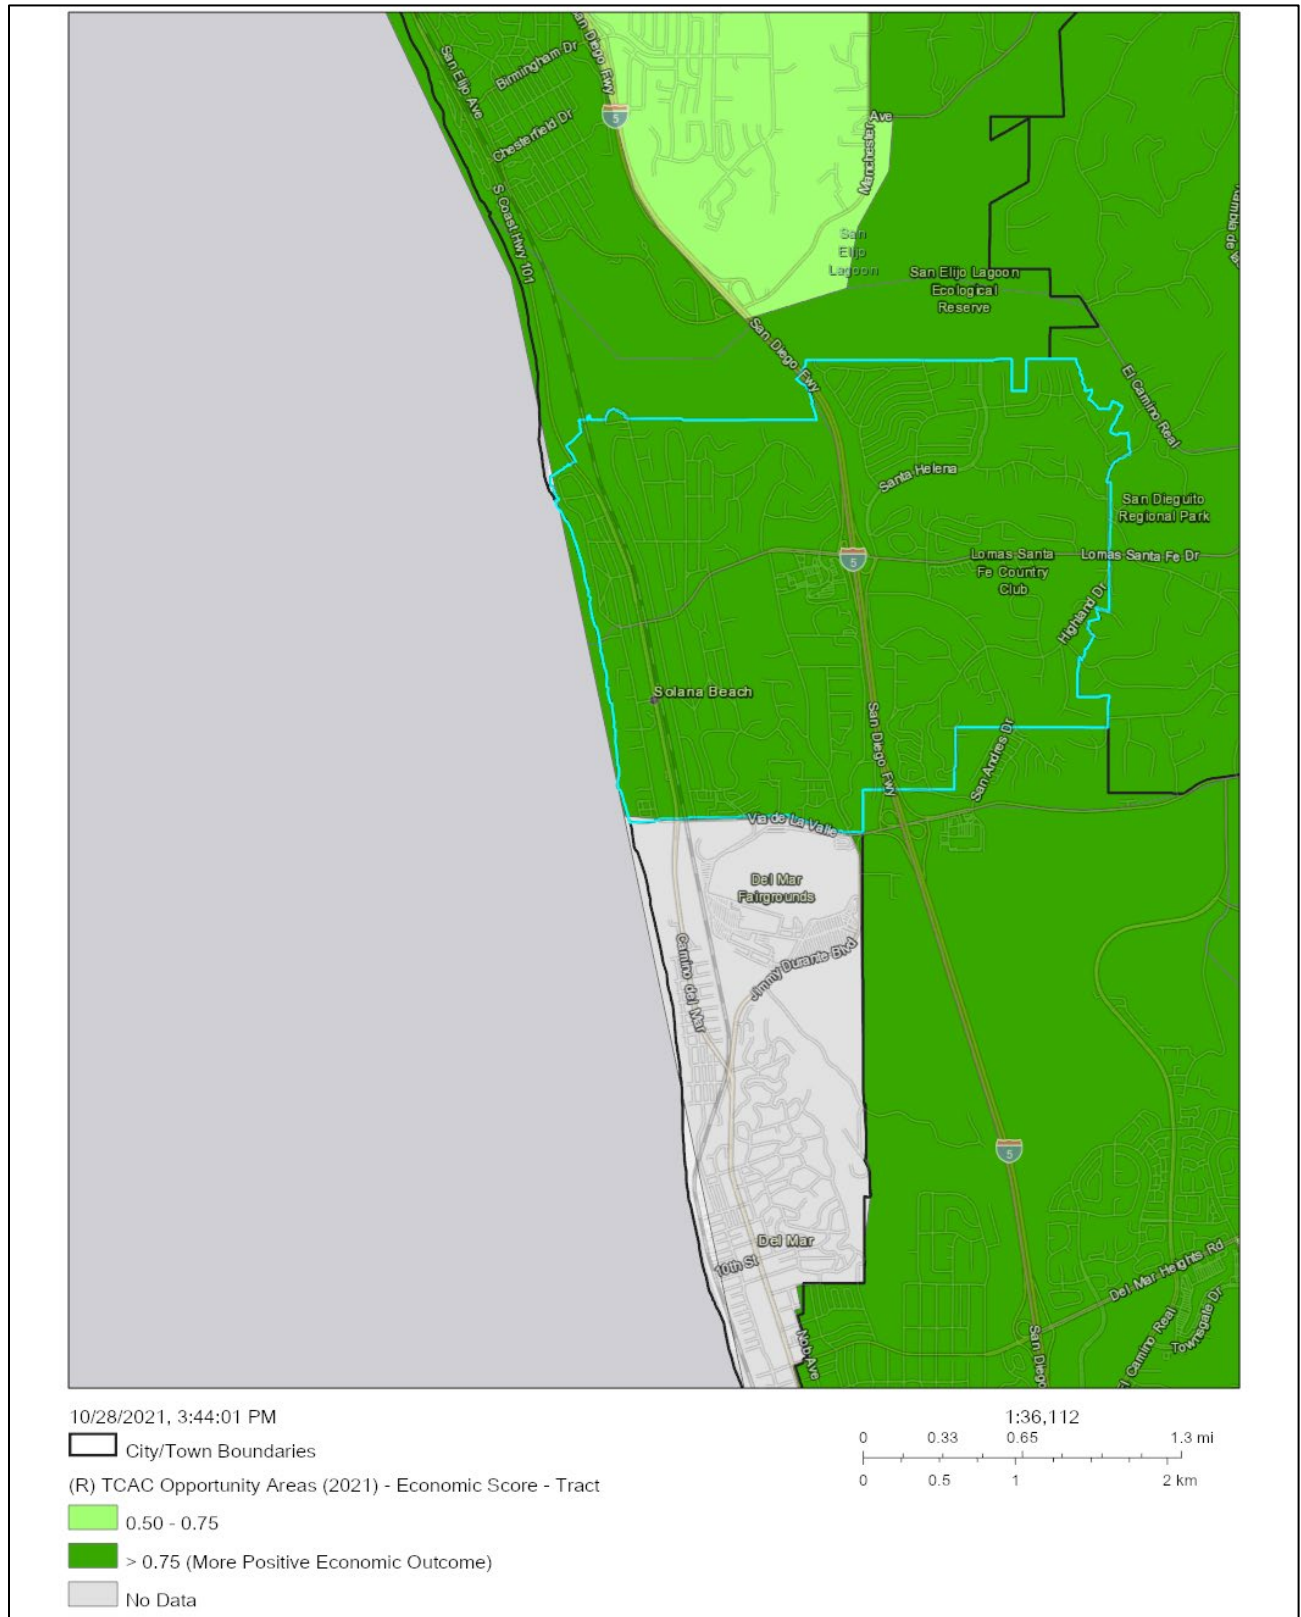 San Diego Fwy
San Elijo Ave
Birmingham Dr
5
Chesterfield Dr
Manchester
Ave
S Coast Hwy 101
San
Elijo
Lagoon
San Elijo Lagoon
Ecological
Reserve
San Diego Fwy
El Camino Real
Santa Helena
San Dieguito
Regional Park
5
Lomas Santa
Fe Country
Club
Lomas Santa Fe Dr
Highland Dr
Solana Beach
San Diego Fwy
San Andres Dr
Via de La Valle
Del Mar
Fairgrounds
Camino del Mar
Jimmy Durante Blvd
5
Del Mar
10th St
Nob Ave
San Diego
Del Mar Heights Rd
El Camino Real
Townsgate Dr
10/28/2021, 3:44:01 PM
1:36,112
City/Town Boundaries
0 0.33 0.65 1.3 mi
0 0.5 1 2 km
(R) TCAC Opportunity Areas (2021) - Economic Score - Tract
0.50 - 0.75
> 0.75 (More Positive Economic Outcome)
No Data